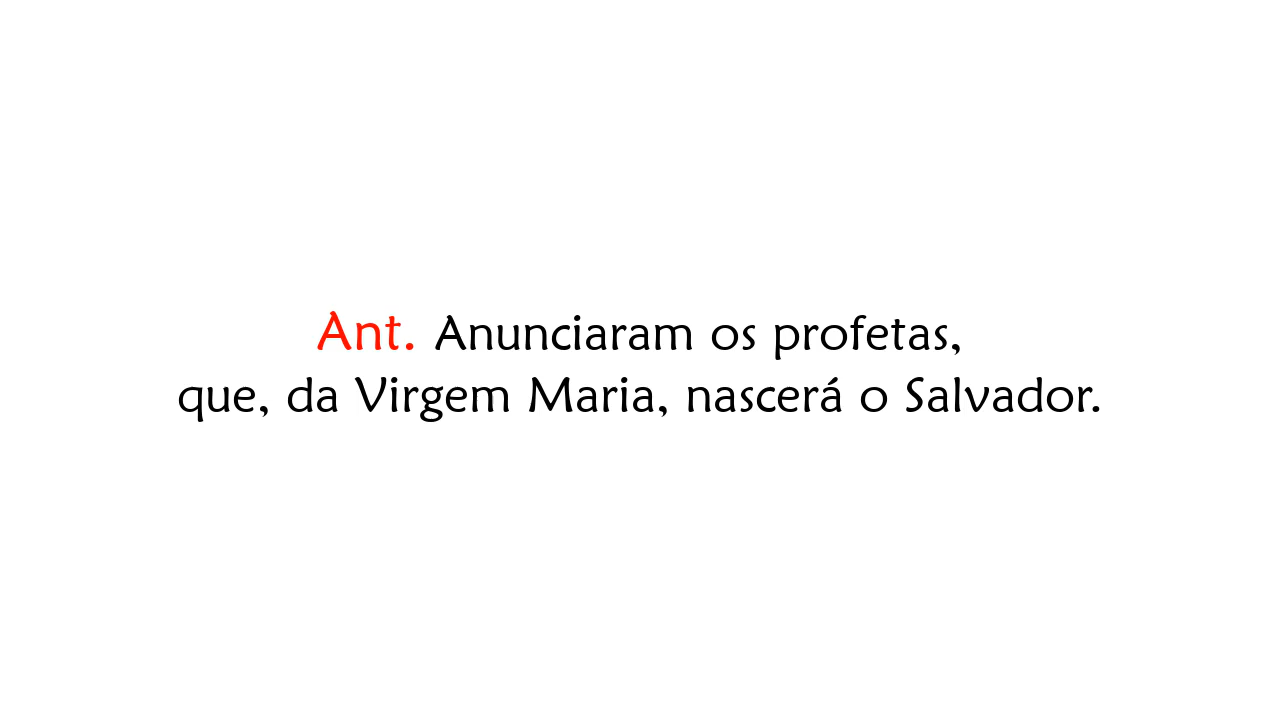 Ant. Anunciaram os profetas,
que, da Virgem Maria, nascerá o Salvador.